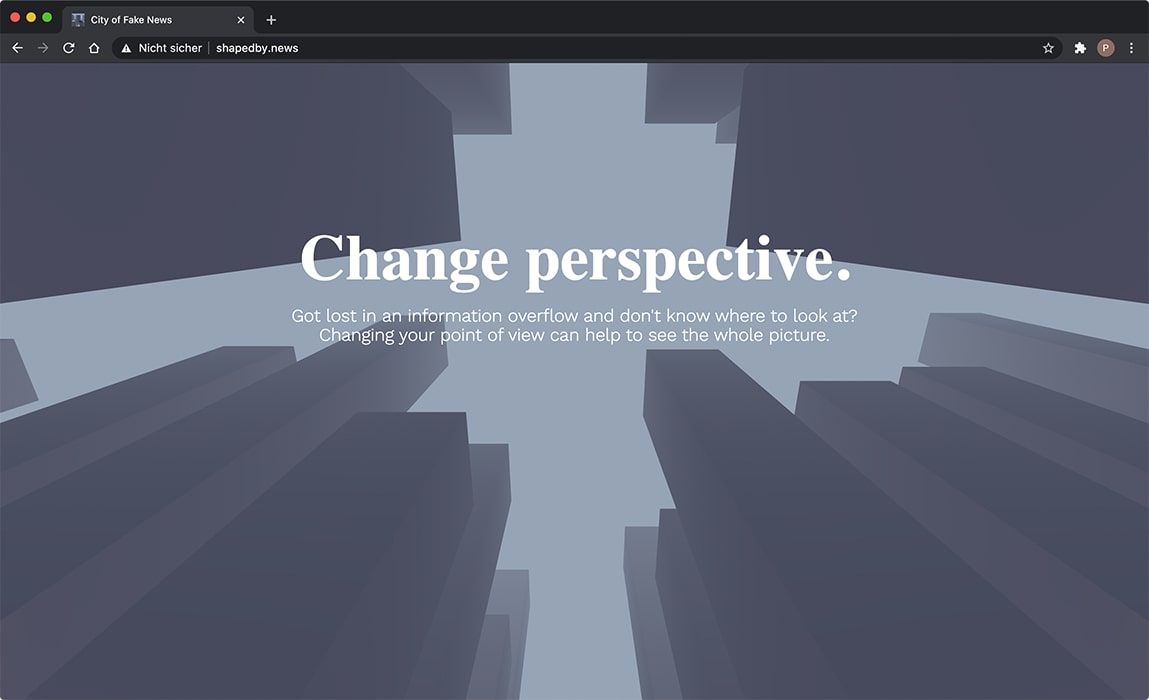 City of Fake News
Nicht sicher shapedby.news
P
Change perspective.
Got lost in an information overflow and don't know where to look at?
Changing your point of view can help to see the whole picture.